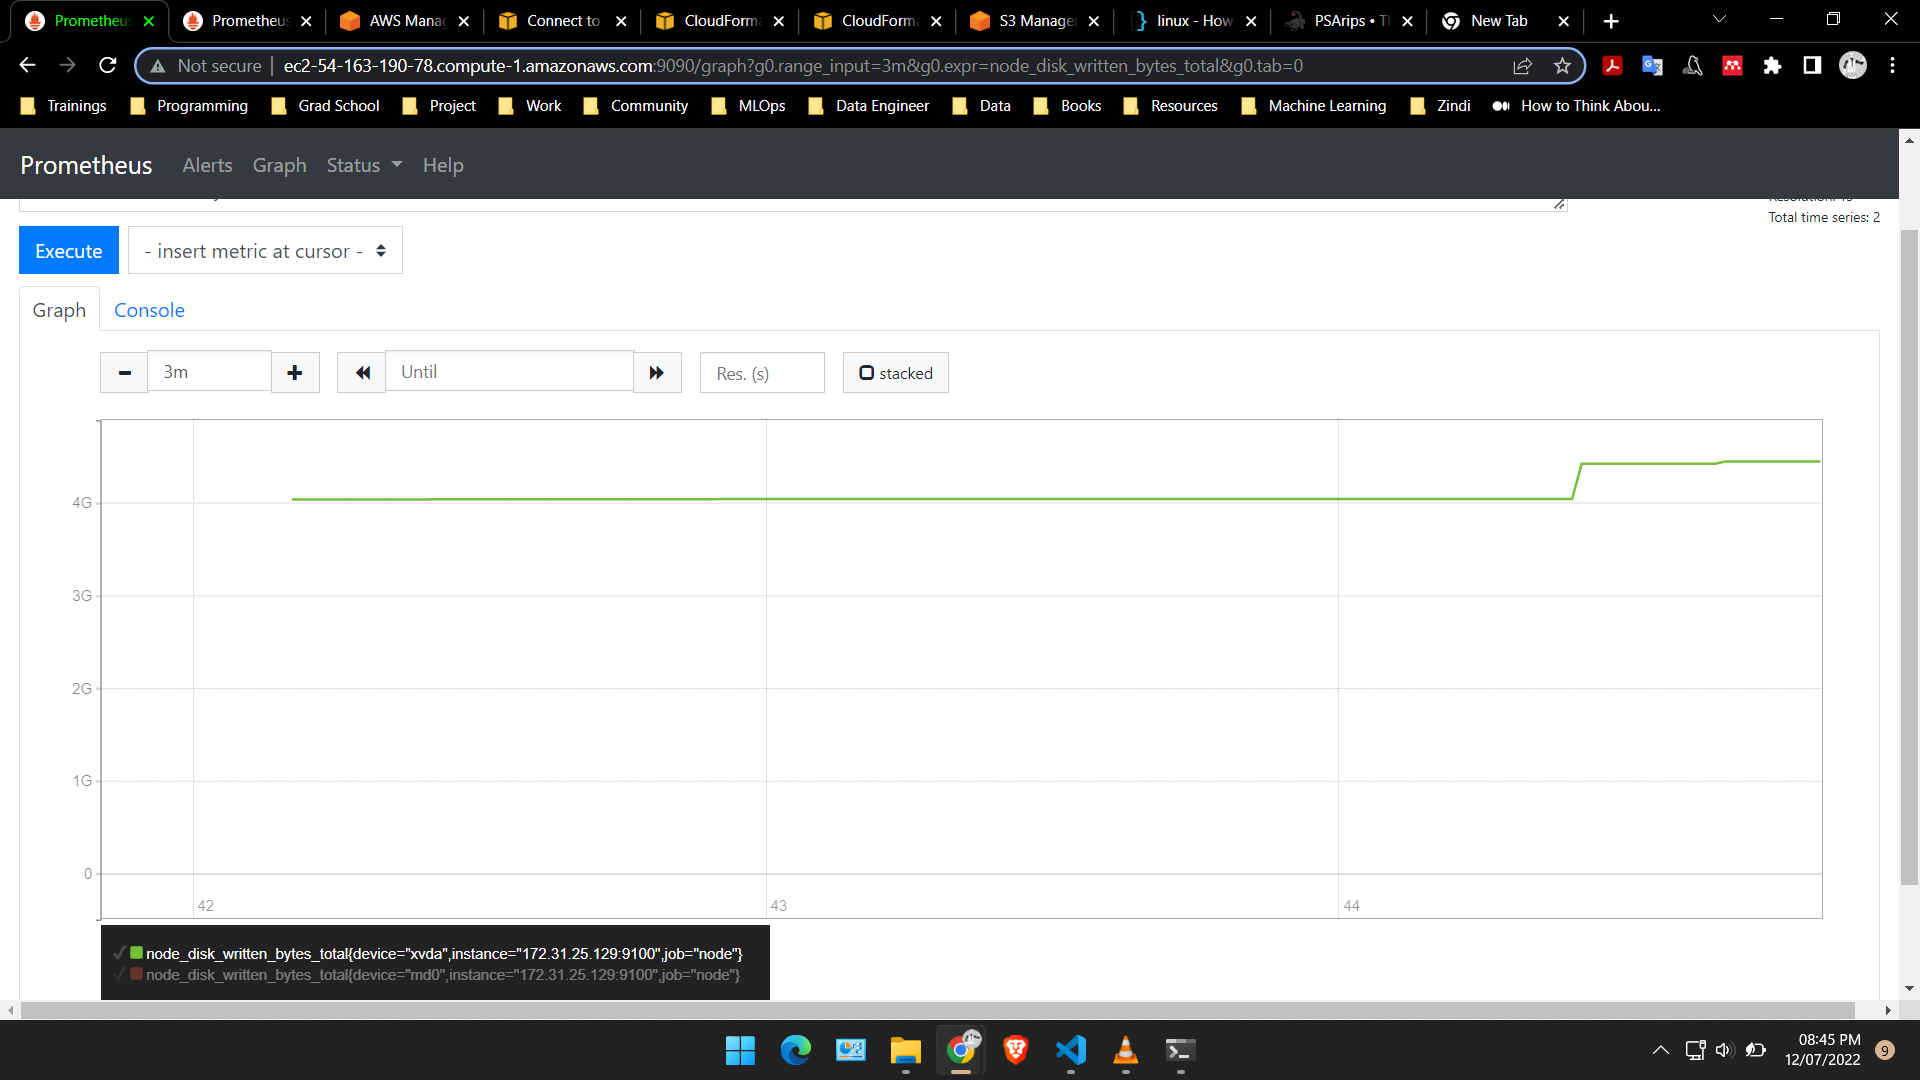 Prometheus
Prometheus
AWS Mana
Connect to
CloudForma
CloudForma
S3 Manage
linux - How
PSArips • T
New Tab
Not secure
ec2-54-163-190-78.compute-1.amazonaws.com:9090/graph?g0.range_input=3m&g0.expr=node_disk_written_bytes_total&g0.tab=0
Trainings
Programming
Grad School
Project
Work
Community
MLOps
Data Engineer
Data
Books
Resources
Machine Learning
Zindi
How to Think Abou...
Prometheus
Alerts
Graph
Status
Help
Total time series: 2
Execute
- insert metric at cursor -
Graph
Console
3m
Until
Res. (s)
stacked
4G
3G
2G
1G
0
42
43
44
node_disk_written_bytes_total{device="xvda",instance="172.31.25.129:9100",job="node"}
node_disk_written_bytes_total{device="md0",instance="172.31.25.129:9100",job="node"}
08:45 PM
12/07/2022
9